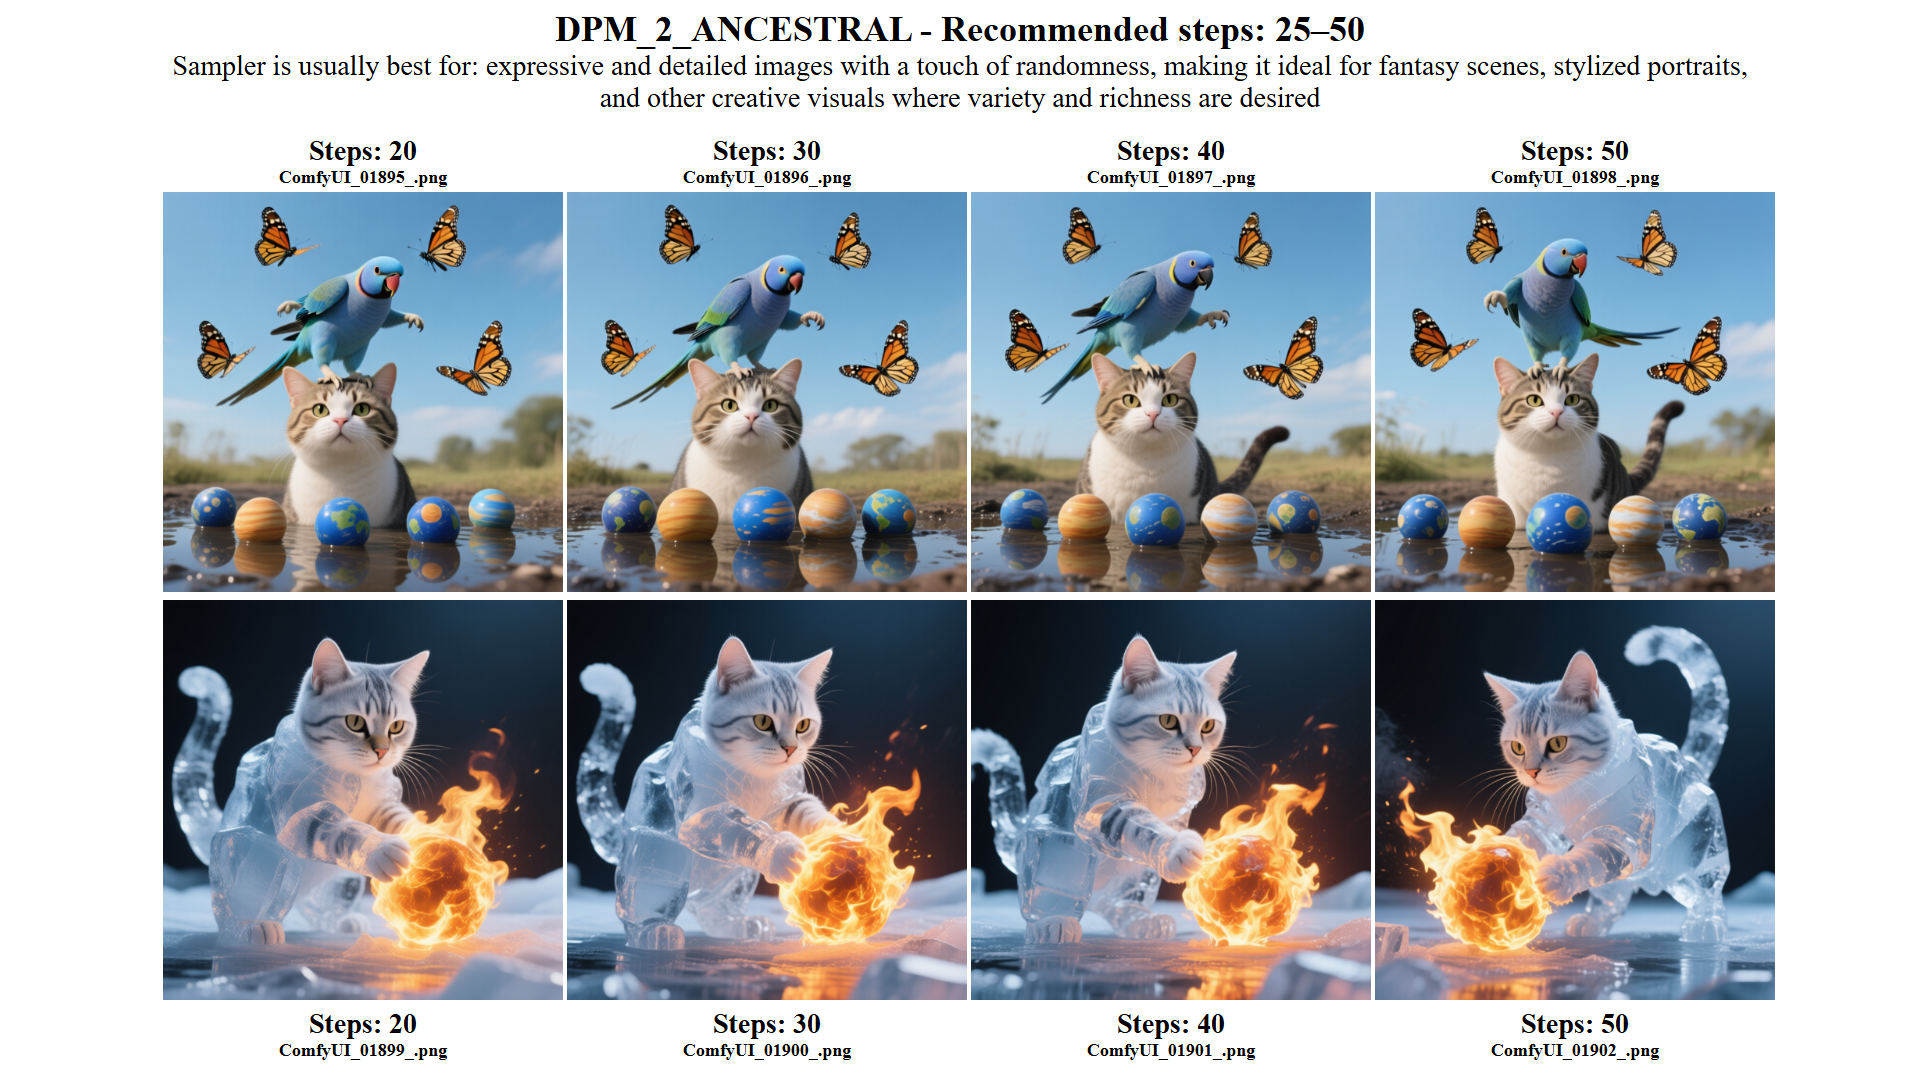 DPM_2_ANCESTRAL - Recommended steps: 25–50
Sampler is usually best for: expressive and detailed images with a touch of randomness, making it ideal for fantasy scenes, stylized portraits,
and other creative visuals where variety and richness are desired
Steps: 20
ComfyUI_01895_.png
Steps: 30
ComfyUI_01896_.png
Steps: 40
ComfyUI_01897_.png
Steps: 50
ComfyUI_01898_.png
Steps: 20
ComfyUI_01899_.png
Steps: 30
ComfyUI_01900_.png
Steps: 40
ComfyUI_01901_.png
Steps: 50
ComfyUI_01902_.png